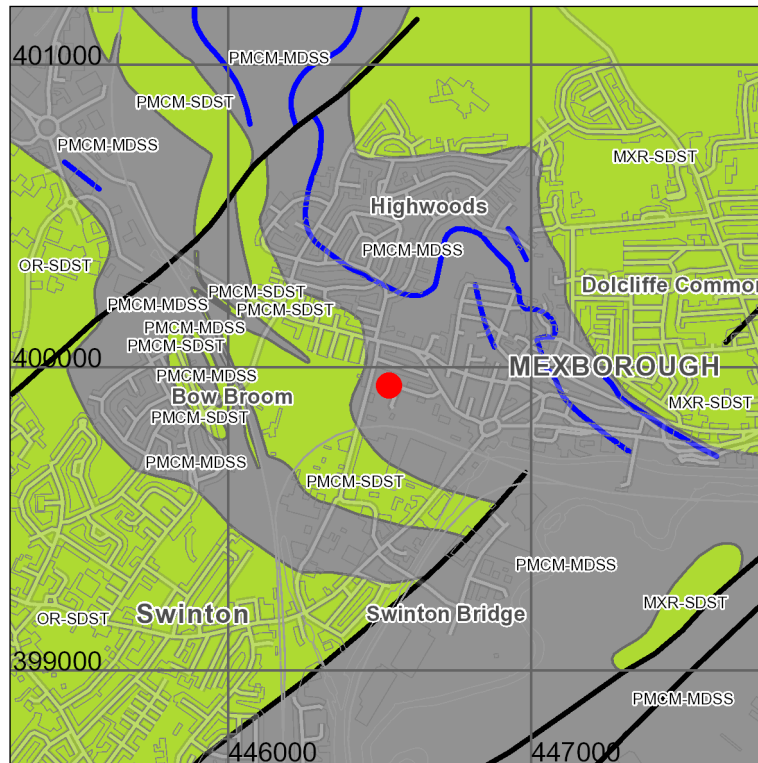 401000
PMCM-MDSS
PMCM-SDST
PMCM-MDSS
MXR-SDST
Highwoods
PMCM-MDSS
OR-SDST
PMCM-SDST
Dolcliffe Common
PMCM-MDSS
PMCM-SDST
PMCM-MDSS
PMCM-SDST
400000
MEXBOROUGH
PMCM-MDSS
Bow Broom
MXR-SDST
PMCM-SDST
PMCM-MDSS
PMCM-SDST
PMCM-MDSS
MXR-SDST
OR-SDST
Swinton
Swinton Bridge
399000
PMCM-MDSS
446000
447000